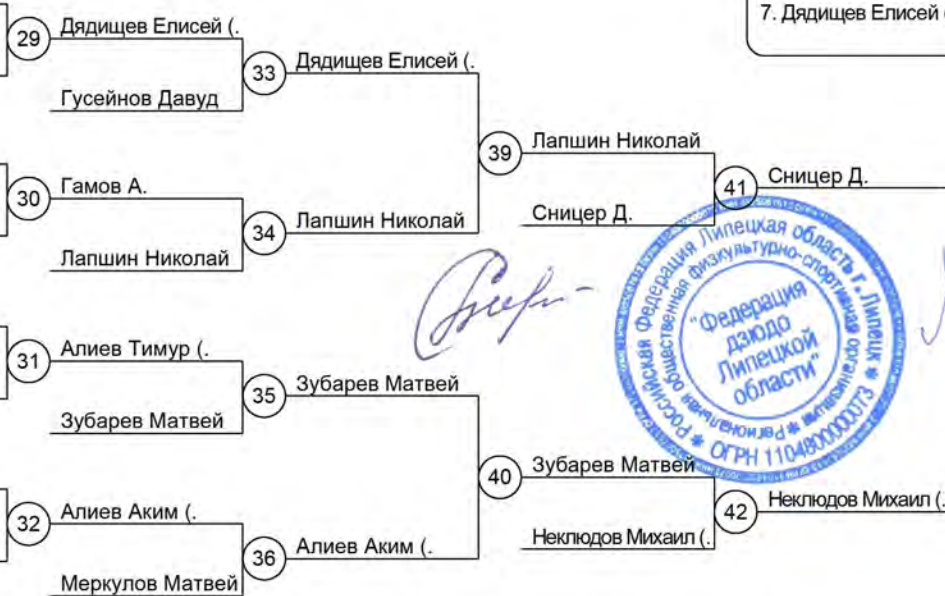 7. Дядищев Елисей (
29 Дядищев Елисей (.
33 Дядищев Елисей (.
Гусейнов Давуд
39 Лапшин Николай
30 Гамов А.
41 Сницер Д.
34 Лапшин Николай
Сницер Д.
Лапшин Николай
31 Алиев Тимур (.
35 Зубарев Матвей
Зубарев Матвей
40 Зубарев Матвей
32 Алиев Аким (.
42 Неклюдов Михаил (.
36 Алиев Аким (.
Неклюдов Михаил (.
Меркулов Матвей
* Российская Федерация Липецкая область г. Липецк *
ОГРН 1104800000073
* Региональная общественная физкультурно-спортивная организация
"Федерация
дзюдо
Липецкой
области"